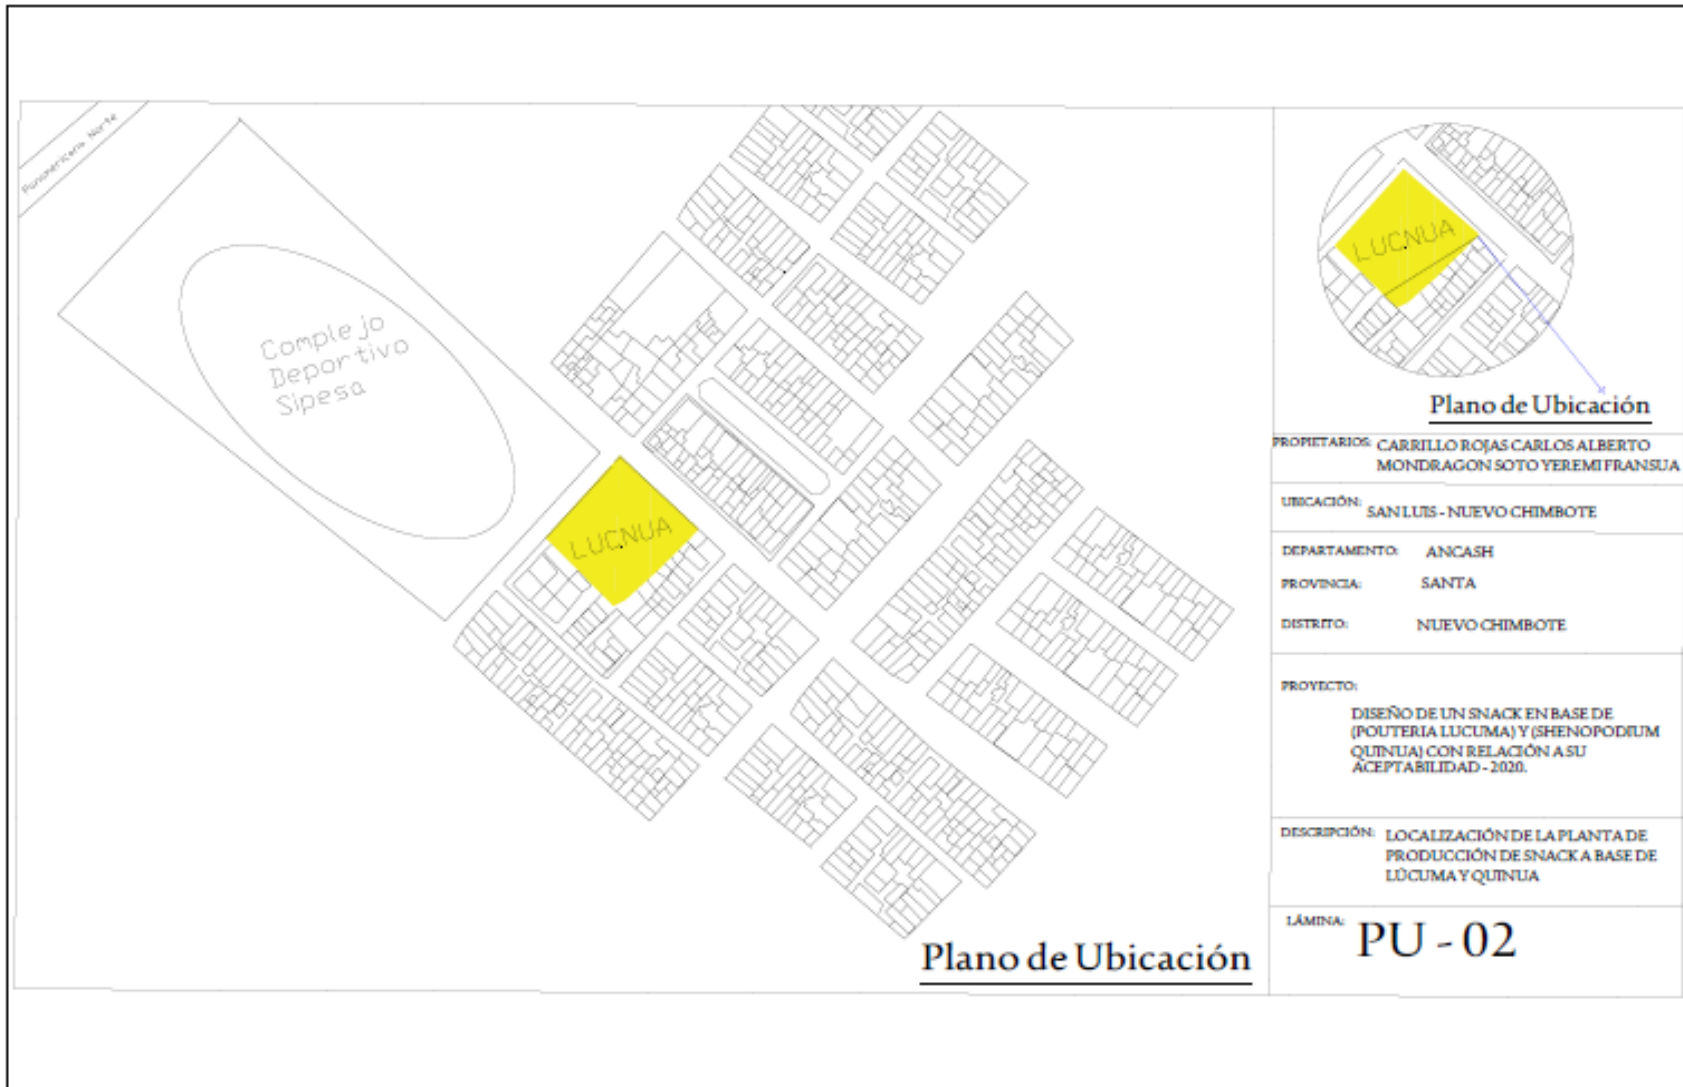 Panamericana Norte
Complejo
Deportivo
Sipesa
LUCNUA
Plano de Ubicación
LUCNUA
Plano de Ubicación
PROPIETARIOS: CARRILLO ROJAS CARLOS ALBERTO
MONDRAGON SOTO YEREMI FRANSUA
UBICACIÓN: SAN LUIS - NUEVO CHIMBOTE
DEPARTAMENTO: ANCASH
PROVINCIA: SANTA
DISTRITO: NUEVO CHIMBOTE
PROYECTO:
DISEÑO DE UN SNACK EN BASE DE
(POUTERIA LUCUMA) Y (SHENOPODIUM
QUINUA) CON RELACIÓN A SU
ACEPTABILIDAD - 2020.
DESCRIPCIÓN: LOCALIZACIÓN DE LA PLANTA DE
PRODUCCIÓN DE SNACK A BASE DE
LÚCUMA Y QUINUA
LÁMINA: PU - 02